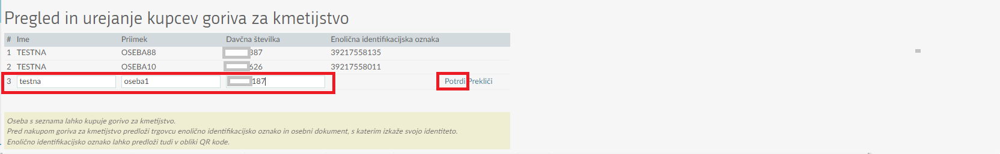 Pregled in urejanje kupcev goriva za kmetijstvo
# Ime Priimek Davčna številka Enolična identifikacijska oznaka
1 TESTNA OSEBA88 387 39217558135
2 TESTNA OSEBA10 626 39217558011
3 testna oseba1 187 Potrdi Prekliči
Oseba s seznama lahko kupuje gorivo za kmetijstvo.
Pred nakupom goriva za kmetijstvo predloži trgovcu enolično identifikacijsko oznako in osebni dokument, s katerim izkaže svojo identiteto.
Enolično identifikacijsko oznako lahko predloži tudi v obliki QR kode.